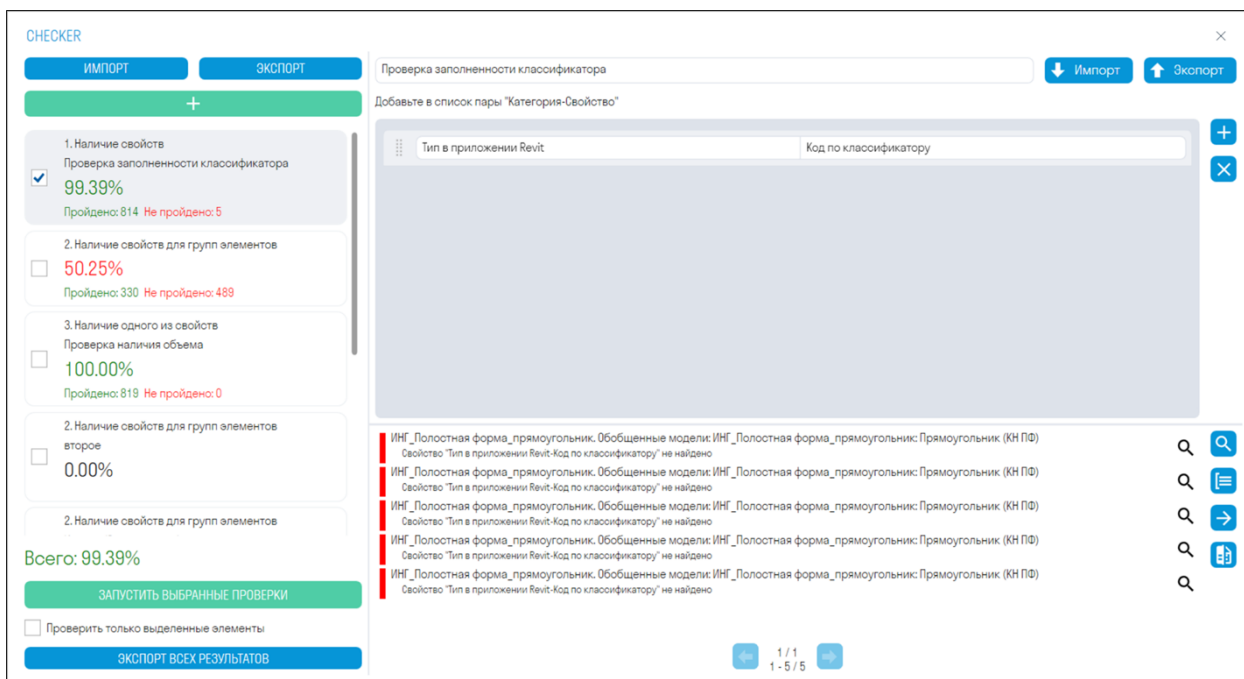 CHECKER
ИМПОРТ
ЭКСПОРТ
+
1. Наличие свойств
Проверка заполненности классификатора
99.39%
Пройдено: 814 Не пройдено: 5
2. Наличие свойств для групп элементов
50.25%
Пройдено: 330 Не пройдено: 489
3. Наличие одного из свойств
Проверка наличия объема
100.00%
Пройдено: 819 Не пройдено: 0
2. Наличие свойств для групп элементов
второе
0.00%
2. Наличие свойств для групп элементов
Всего: 99.39%
ЗАПУСТИТЬ ВЫБРАННЫЕ ПРОВЕРКИ
Проверить только выделенные элементы
ЭКСПОРТ ВСЕХ РЕЗУЛЬТАТОВ
Проверка заполненности классификатора
Импорт
Экспорт
Добавьте в список пары "Категория-Свойство"
Тип в приложении Revit
Код по классификатору
ИНГ_Полостная форма_прямоугольник. Обобщенные модели: ИНГ_Полостная форма_прямоугольник: Прямоугольник (КН ПФ)
Свойство "Тип в приложении Revit-Код по классификатору" не найдено
ИНГ_Полостная форма_прямоугольник. Обобщенные модели: ИНГ_Полостная форма_прямоугольник: Прямоугольник (КН ПФ)
Свойство "Тип в приложении Revit-Код по классификатору" не найдено
ИНГ_Полостная форма_прямоугольник. Обобщенные модели: ИНГ_Полостная форма_прямоугольник: Прямоугольник (КН ПФ)
Свойство "Тип в приложении Revit-Код по классификатору" не найдено
ИНГ_Полостная форма_прямоугольник. Обобщенные модели: ИНГ_Полостная форма_прямоугольник: Прямоугольник (КН ПФ)
Свойство "Тип в приложении Revit-Код по классификатору" не найдено
ИНГ_Полостная форма_прямоугольник. Обобщенные модели: ИНГ_Полостная форма_прямоугольник: Прямоугольник (КН ПФ)
Свойство "Тип в приложении Revit-Код по классификатору" не найдено
1 / 1
1 - 5 / 5